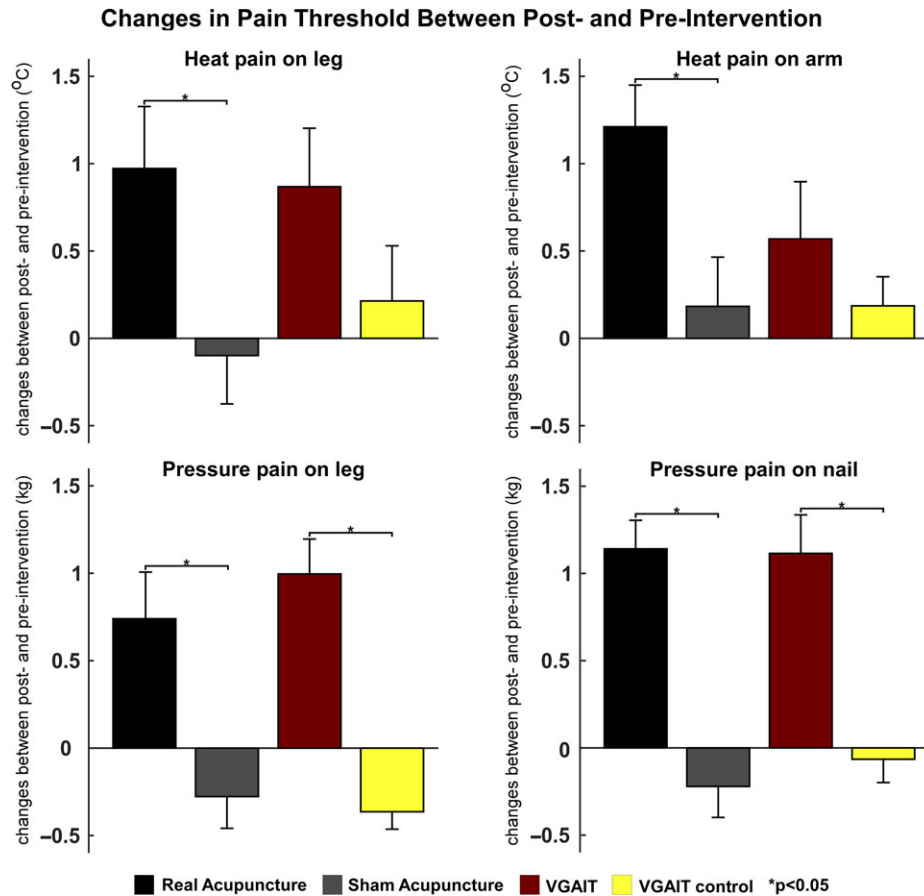 Changes in Pain Threshold Between Post- and Pre-Intervention
Heat pain on leg
changes between post- and pre-intervention (°C)
1.5
1
0.5
0
−0.5
*
Heat pain on arm
changes between post- and pre-intervention (°C)
1.5
1
0.5
0
−0.5
*
Pressure pain on leg
changes between post- and pre-intervention (kg)
1.5
1
0.5
0
−0.5
*
*
Pressure pain on nail
changes between post- and pre-intervention (kg)
1.5
1
0.5
0
−0.5
*
*
Real Acupuncture Sham Acupuncture VGAIT VGAIT control *p<0.05